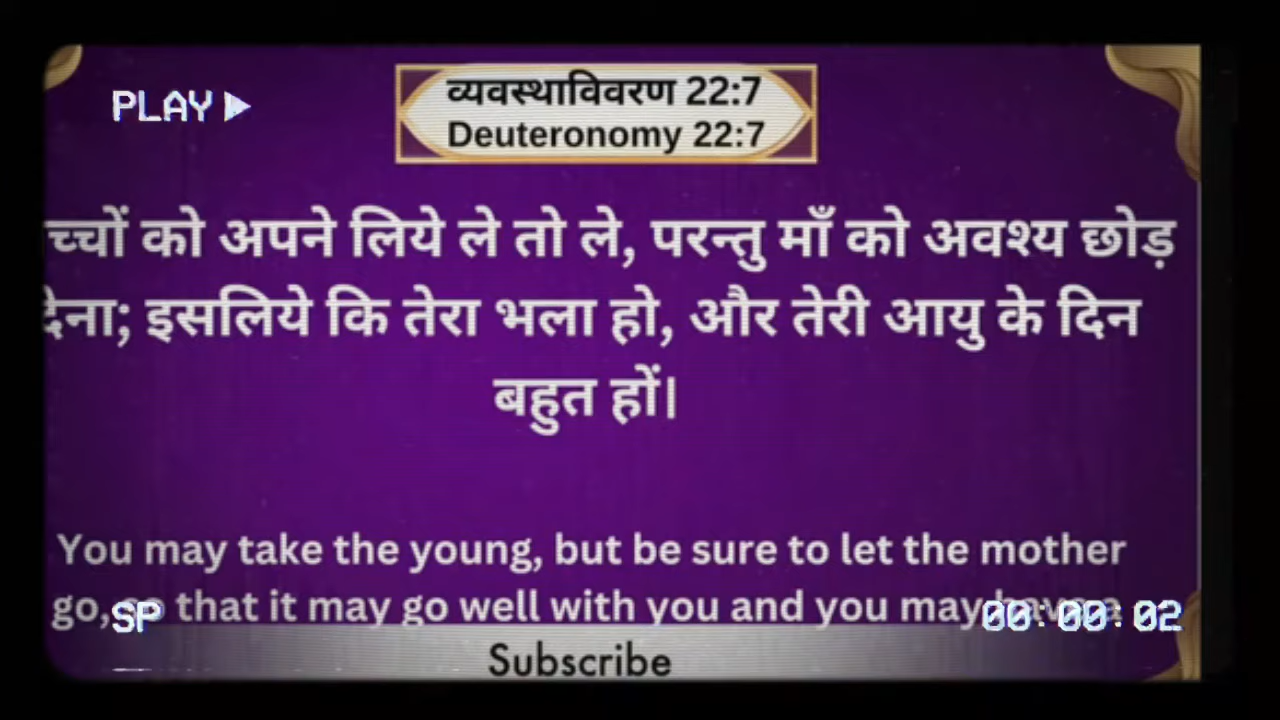 व्यवस्थाविवरण 22:7
Deuteronomy 22:7
PLAY
च्चों को अपने लिये ले तो ले, परन्तु माँ को अवश्य छोड़
देना; इसलिये कि तेरा भला हो, और तेरी आयु के दिन
बहुत हों।
You may take the young, but be sure to let the mother
go, so that it may go well with you and you may have a
SP
00:00:02
Subscribe